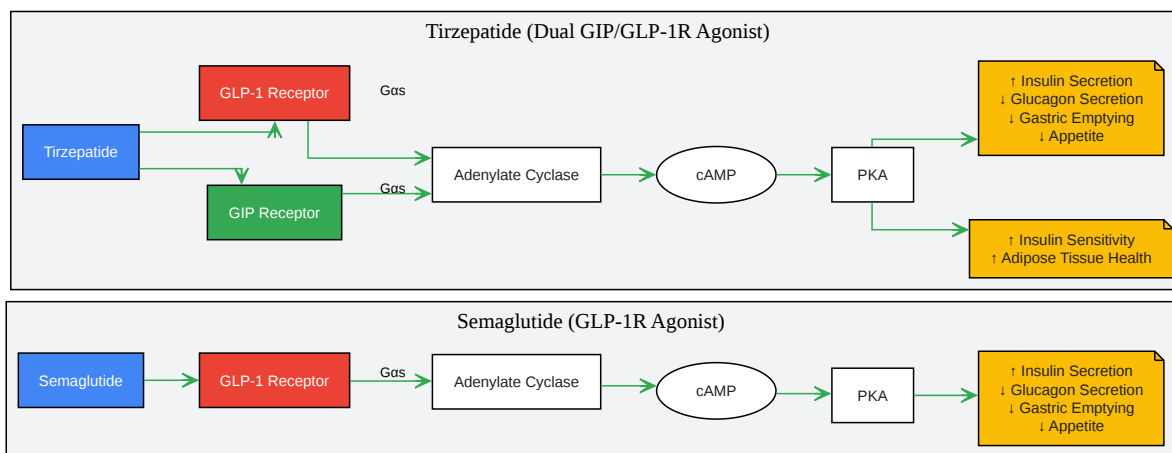 Tirzepatide (Dual GIP/GLP-1R Agonist)
Tirzepatide
GLP-1 Receptor
Gαs
GIP Receptor
Gαs
Adenylate Cyclase
cAMP
PKA
↑ Insulin Secretion
↓ Glucagon Secretion
↓ Gastric Emptying
↓ Appetite
↑ Insulin Sensitivity
↑ Adipose Tissue Health
Semaglutide (GLP-1R Agonist)
Semaglutide
GLP-1 Receptor
Gαs
Adenylate Cyclase
cAMP
PKA
↑ Insulin Secretion
↓ Glucagon Secretion
↓ Gastric Emptying
↓ Appetite